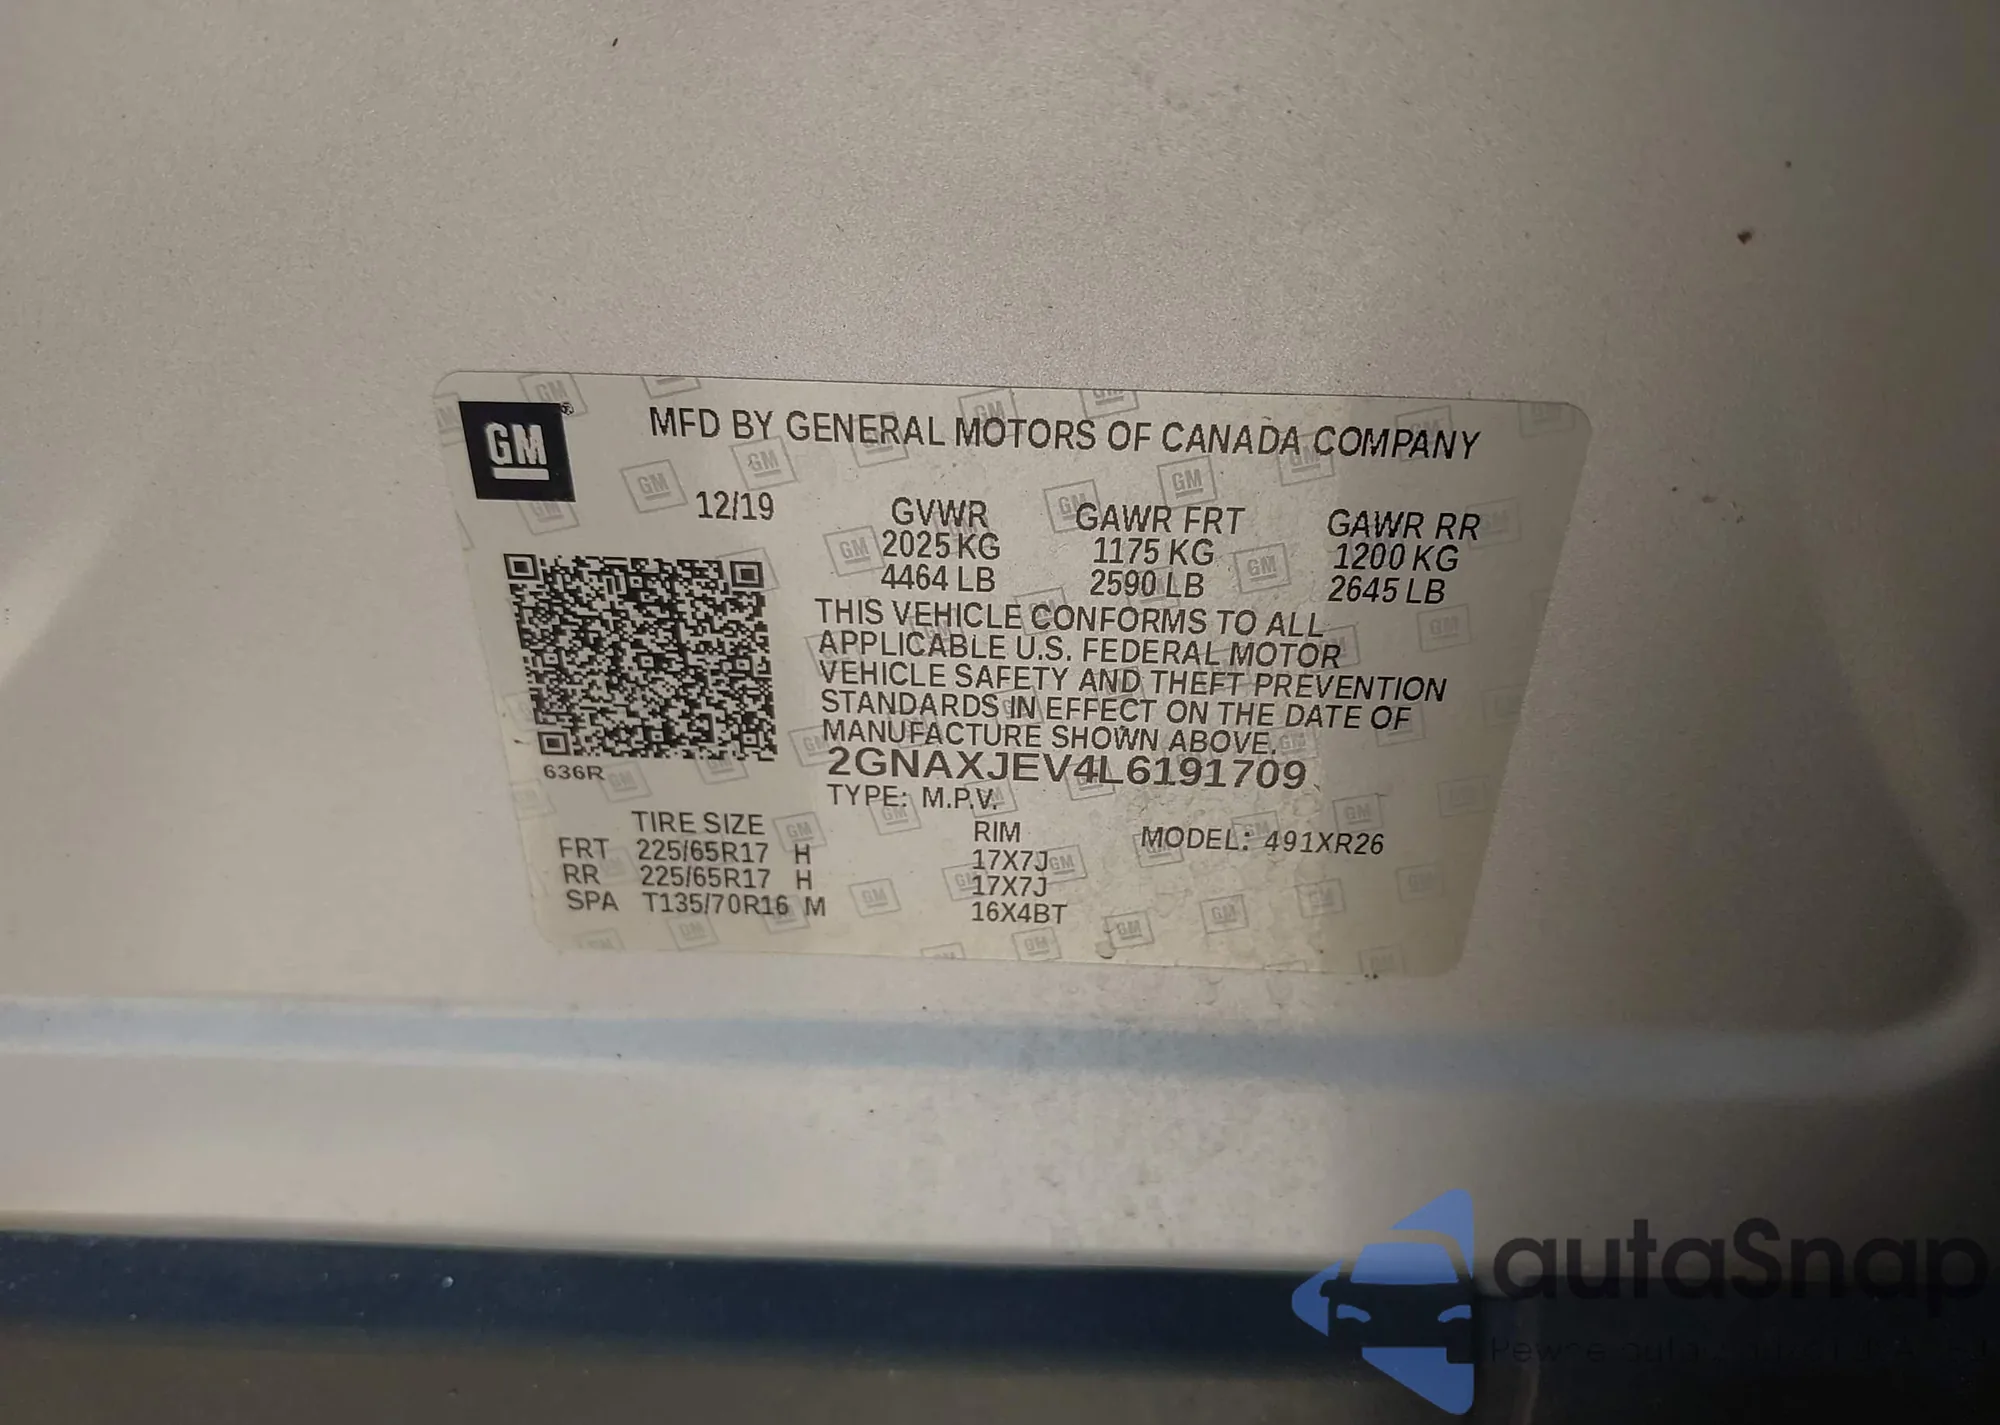 GM
MFD BY GENERAL MOTORS OF CANADA COMPANY
12/19 GVWR GAWR FRT GAWR RR
2025 KG 1175 KG 1200 KG
4464 LB 2590 LB 2645 LB
THIS VEHICLE CONFORMS TO ALL
APPLICABLE U.S. FEDERAL MOTOR
VEHICLE SAFETY AND THEFT PREVENTION
STANDARDS IN EFFECT ON THE DATE OF
MANUFACTURE SHOWN ABOVE.
2GNAXJEV4L6191709
636R
TYPE: M.P.V.
TIRE SIZE RIM MODEL: 491XR26
FRT 225/65R17 H 17X7J
RR 225/65R17 H 17X7J
SPA T135/70R16 M 16X4BT
autaSnap